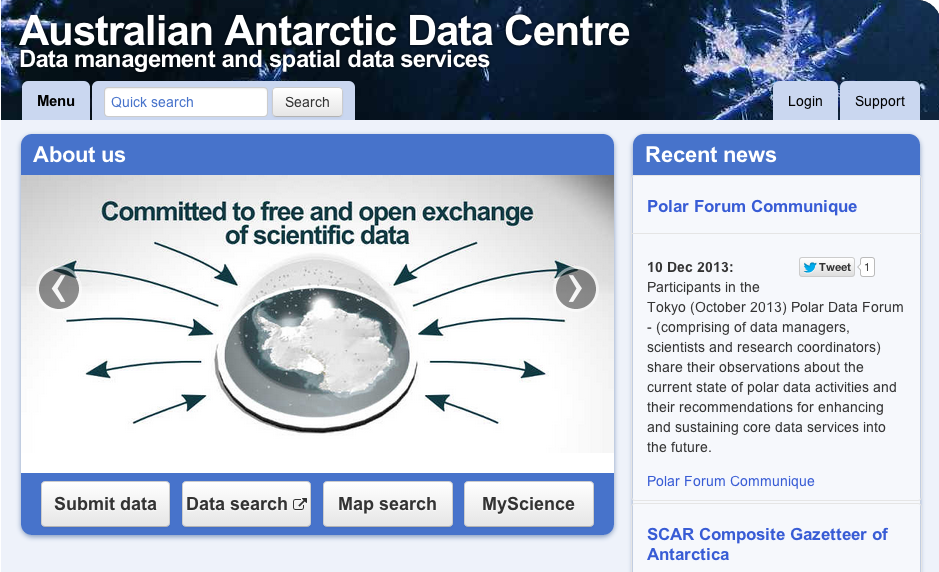 Australian Antarctic Data Centre
Data management and spatial data services
Menu
Quick search
Search
Login
Support
About us
Committed to free and open exchange
of scientific data
Submit data
Data search
Map search
MyScience
Recent news
Polar Forum Communique
10 Dec 2013:
Tweet
1
Participants in the
Tokyo (October 2013) Polar Data Forum
- (comprising of data managers,
scientists and research coordinators)
share their observations about the
current state of polar data activities and
their recommendations for enhancing
and sustaining core data services into
the future.
Polar Forum Communique
SCAR Composite Gazetteer of
Antarctica